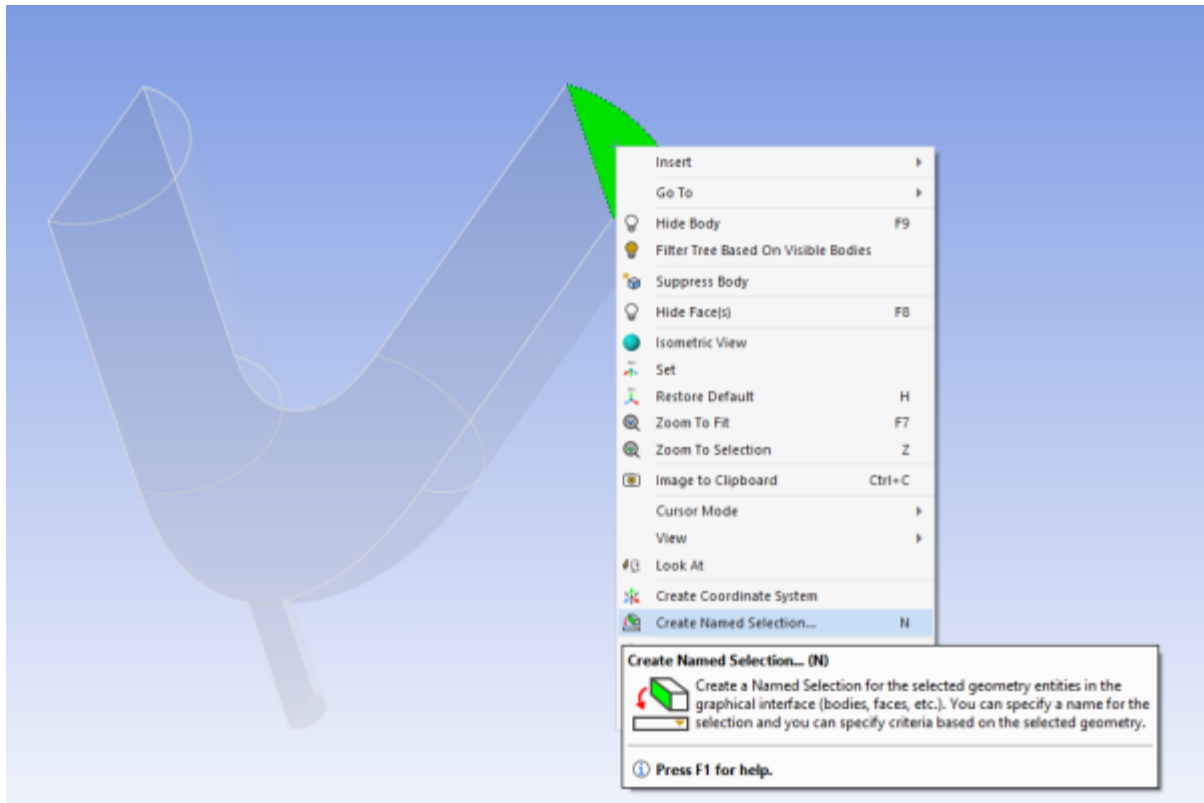 Insert
Go To
Hide Body F9
Filter Tree Based On Visible Bodies
Suppress Body
Hide Face(s) F8
Isometric View
Set
Restore Default H
Zoom To Fit F7
Zoom To Selection Z
Image to Clipboard Ctrl+C
Cursor Mode
View
Look At
Create Coordinate System
Create Named Selection... N
Create Named Selection... (N)
Create a Named Selection for the selected geometry entities in the
graphical interface (bodies, faces, etc.). You can specify a name for the
selection and you can specify criteria based on the selected geometry.
Press F1 for help.